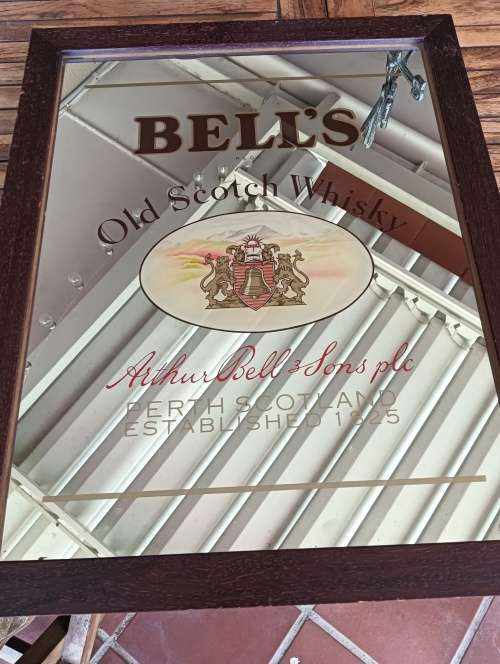 BELL'S
Old Scotch Whisky
Arthur Bell & Sons plc
PERTH SCOTLAND
ESTABLISHED 1825